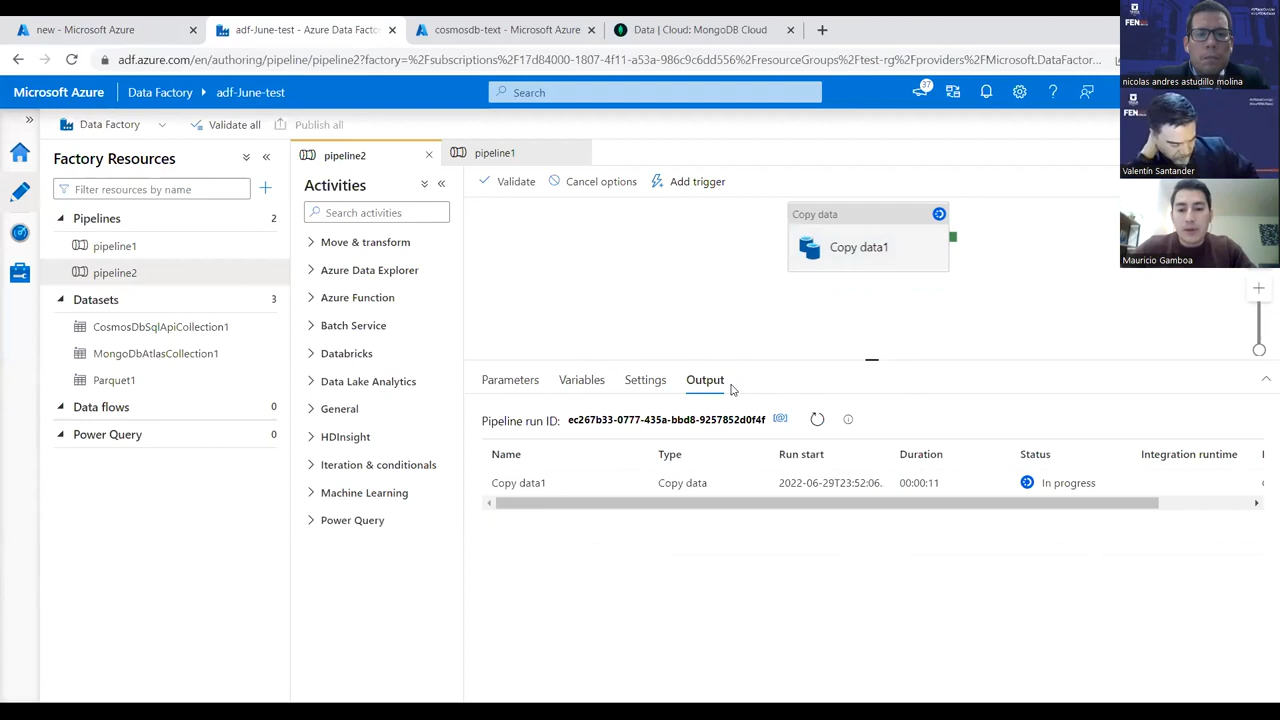 new - Microsoft Azure
adf-June-test - Azure Data Facto
cosmosdb-text - Microsoft Azure
Data | Cloud: MongoDB Cloud
adf.azure.com/en/authoring/pipeline/pipeline2?factory=%2Fsubscriptions%2F17d84000-1807-4f11-a53a-986c9c6dd556%2FresourceGroups%2Ftest-rg%2Fproviders%2FMicrosoft.DataFactor...
Microsoft Azure
Data Factory
adf-June-test
Search
37
Data Factory
Validate all
Publish all
Factory Resources
Filter resources by name
Pipelines 2
pipeline1
pipeline2
Datasets 3
CosmosDbSqlApiCollection1
MongoDbAtlasCollection1
Parquet1
Data flows 0
Power Query 0
pipeline2
pipeline1
Activities
Search activities
Move & transform
Azure Data Explorer
Azure Function
Batch Service
Databricks
Data Lake Analytics
General
HDInsight
Iteration & conditionals
Machine Learning
Power Query
Validate
Cancel options
Add trigger
Copy data
Copy data1
Parameters
Variables
Settings
Output
Pipeline run ID: ec267b33-0777-435a-bbd8-9257852d0f4f
Name Type Run start Duration Status Integration runtime
Copy data1 Copy data 2022-06-29T23:52:06. 00:00:11 In progress
FEN
nicolas andres astudillo molina
FEN
Valentín Santander
Mauricio Gamboa